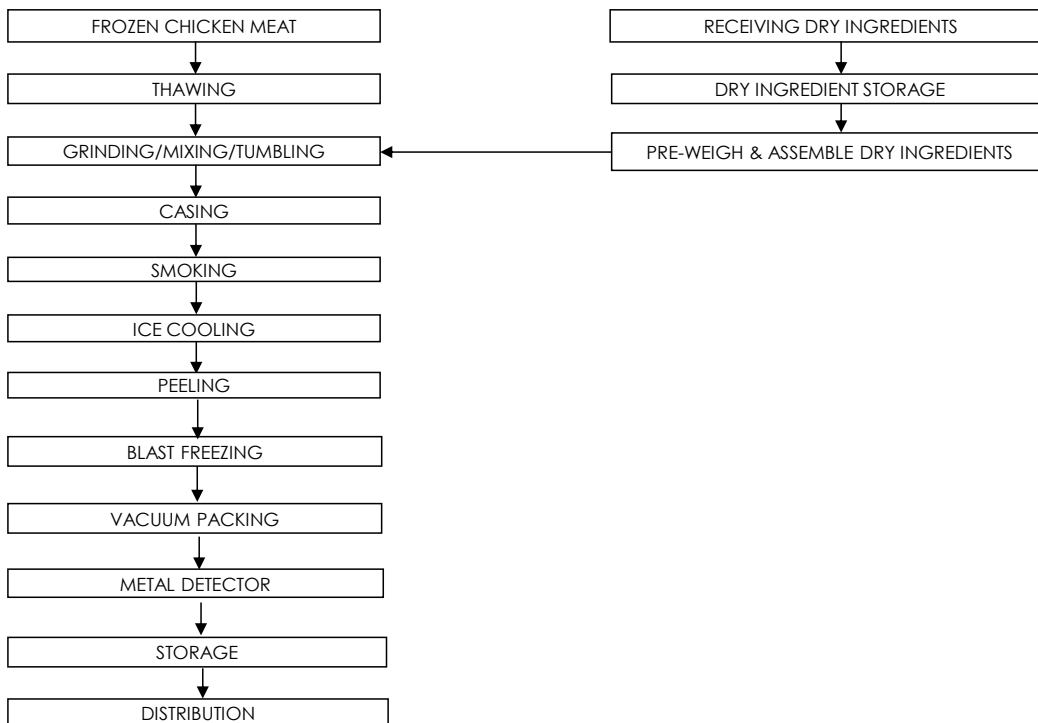 FROZEN CHICKEN MEAT
RECEIVING DRY INGREDIENTS
THAWING
DRY INGREDIENT STORAGE
GRINDING/MIXING/TUMBLING
PRE-WEIGH & ASSEMBLE DRY INGREDIENTS
CASING
SMOKING
ICE COOLING
PEELING
BLAST FREEZING
VACUUM PACKING
METAL DETECTOR
STORAGE
DISTRIBUTION